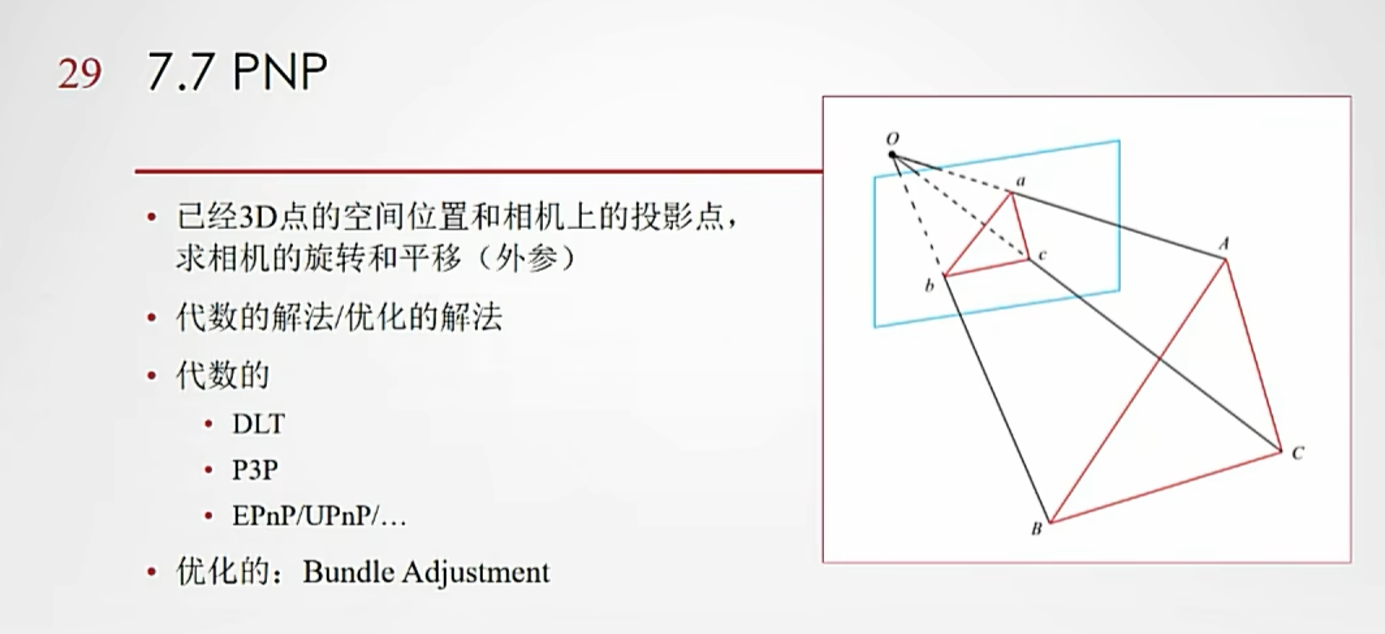 29 7.7 PNP
• 已经3D点的空间位置和相机上的投影点，
求相机的旋转和平移（外参）
• 代数的解法/优化的解法
• 代数的
• DLT
• P3P
• EPnP/UPnP/…
• 优化的：Bundle Adjustment
O
a
c
b
A
C
B